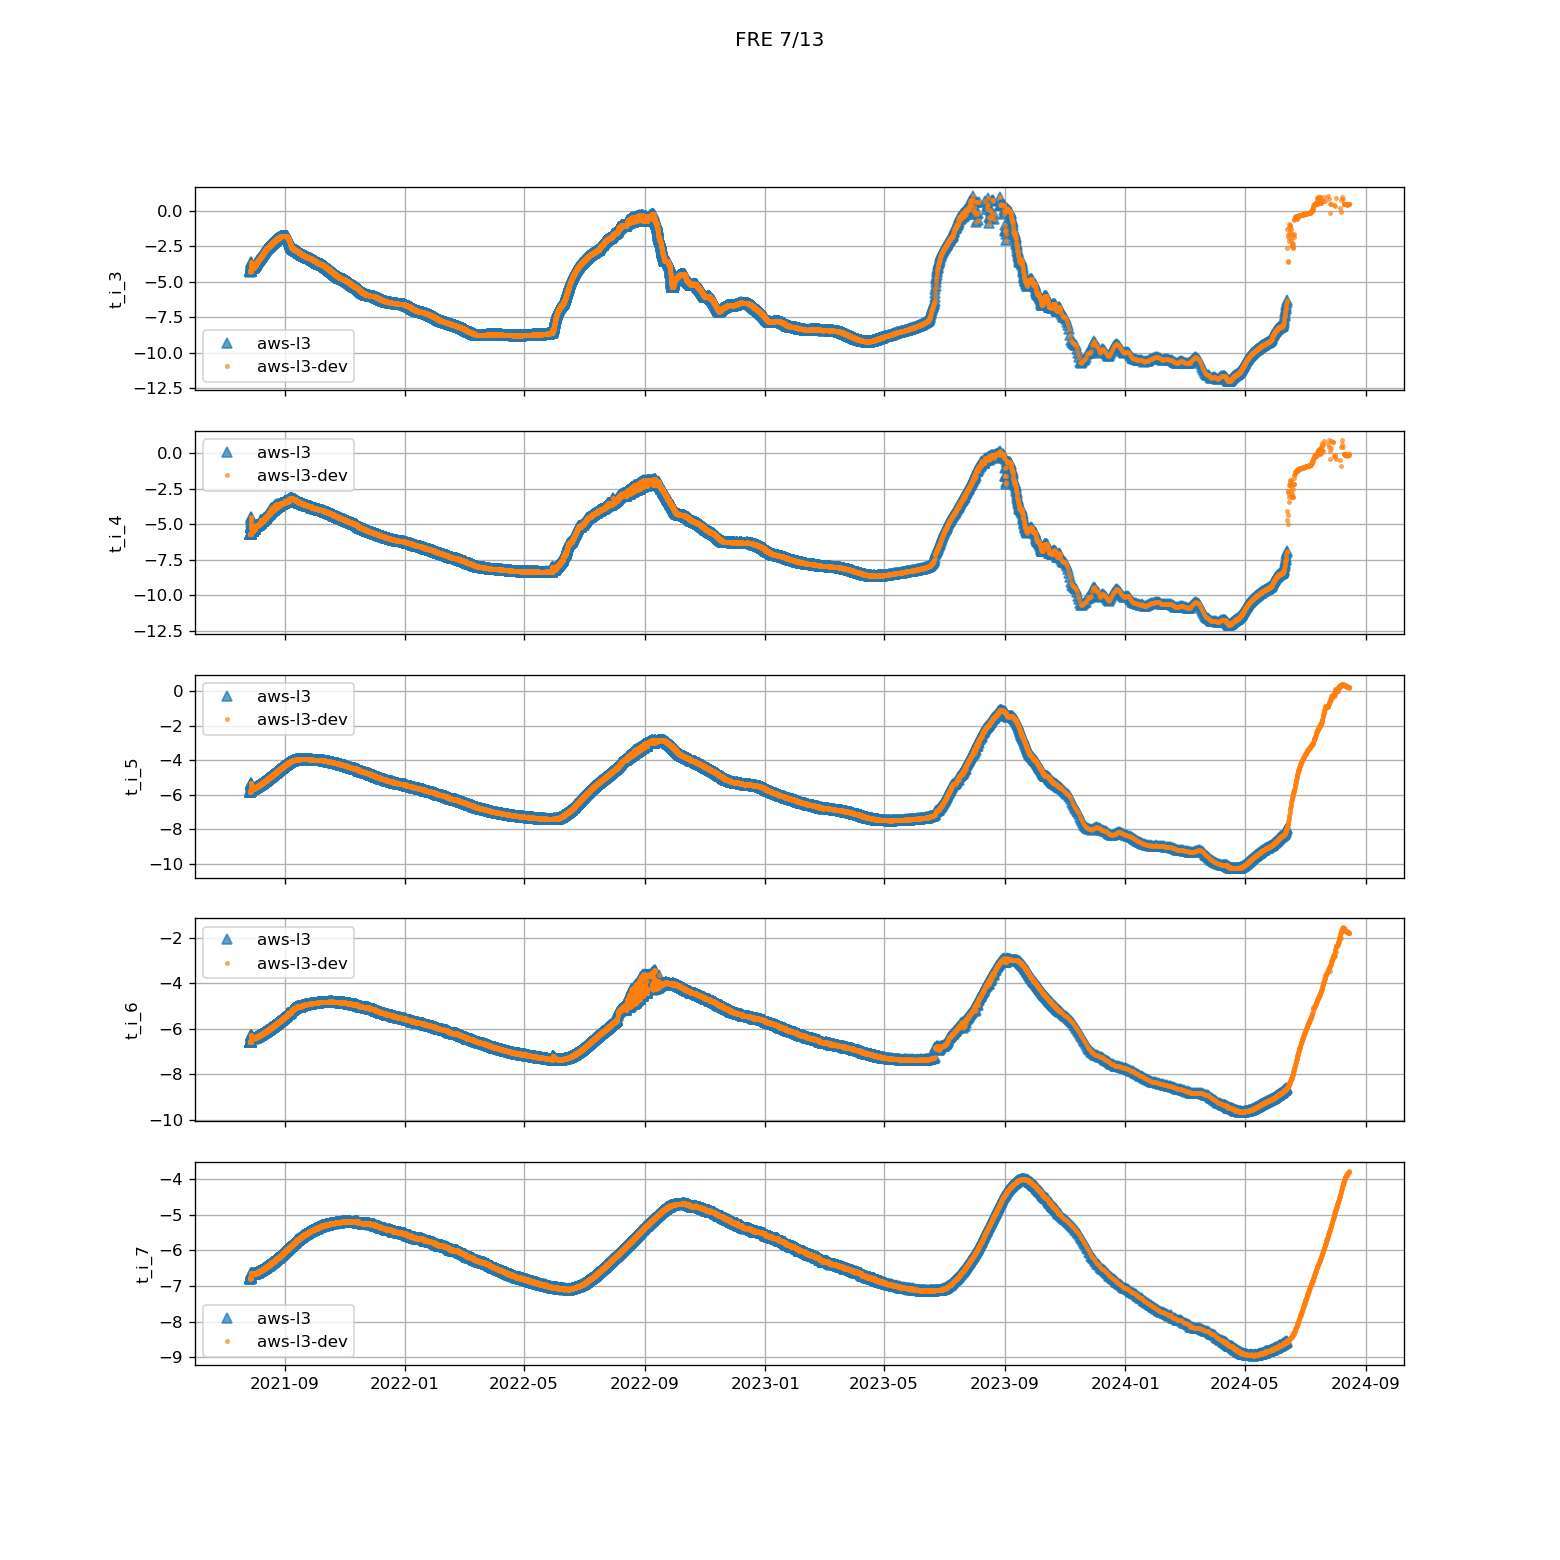 FRE 7/13
t_i_3
0.0
−2.5
−5.0
−7.5
−10.0
−12.5
aws-l3
aws-l3-dev
t_i_4
0.0
−2.5
−5.0
−7.5
−10.0
−12.5
aws-l3
aws-l3-dev
t_i_5
0
−2
−4
−6
−8
−10
aws-l3
aws-l3-dev
t_i_6
−2
−4
−6
−8
−10
aws-l3
aws-l3-dev
t_i_7
−4
−5
−6
−7
−8
−9
aws-l3
aws-l3-dev
2021-09 2022-01 2022-05 2022-09 2023-01 2023-05 2023-09 2024-01 2024-05 2024-09